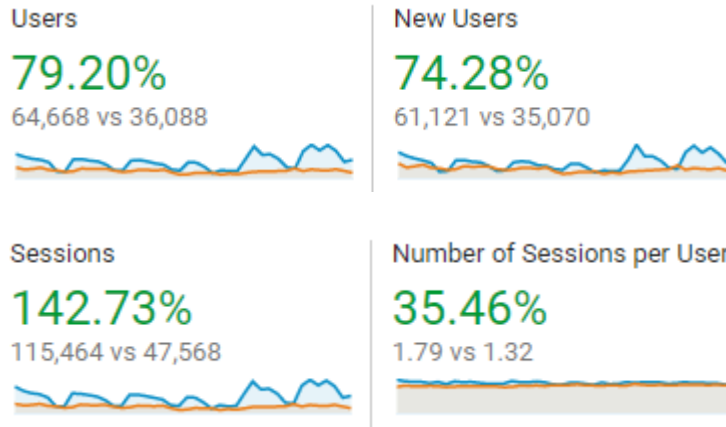 Users
79.20%
64,668 vs 36,088
New Users
74.28%
61,121 vs 35,070
Sessions
142.73%
115,464 vs 47,568
Number of Sessions per User
35.46%
1.79 vs 1.32